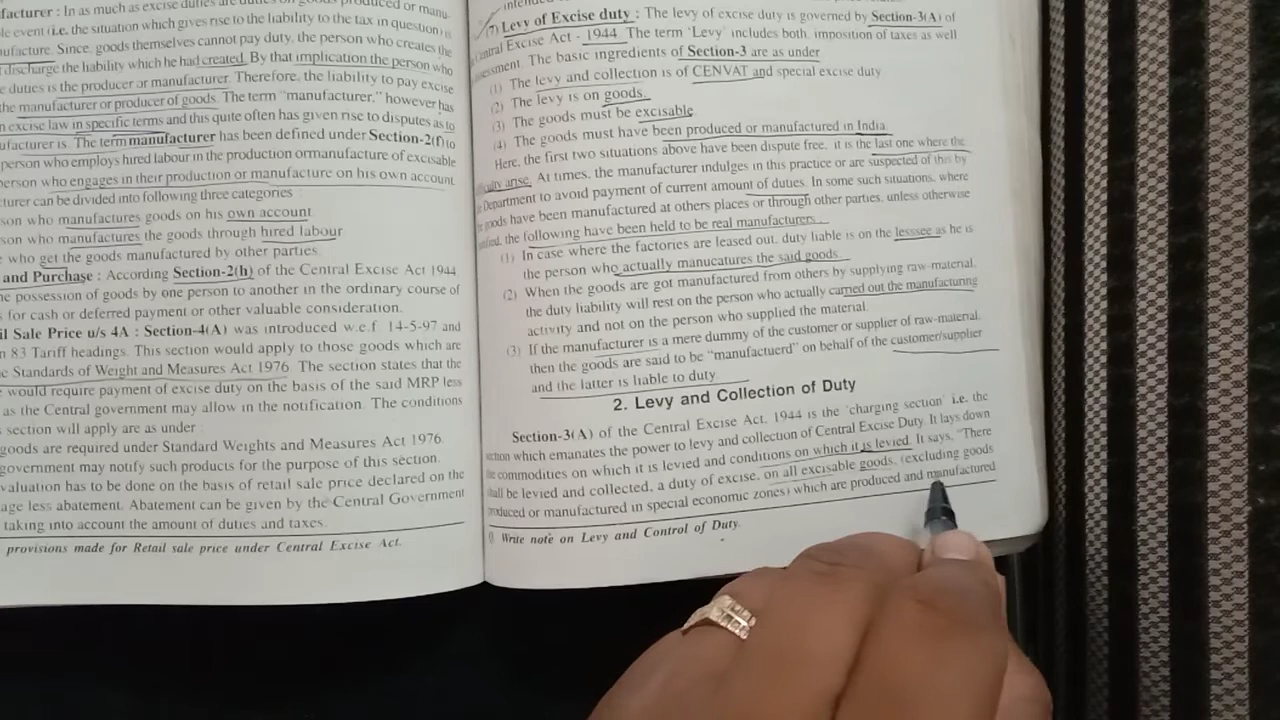 facturer : In as much as excise duties are duties on goods produced or manu-
le event (i.e. the situation which gives rise to the liability to the tax in question) is
ufacture. Since, goods themselves cannot pay duty, the person who creates the
discharge the liability which he had created. By that implication the person who
e duties is the producer or manufacturer. Therefore, the liability to pay excise
the manufacturer or producer of goods. The term "manufacturer," however has
n excise law in specific terms and this quite often has given rise to disputes as to
ufacturer is. The term manufacturer has been defined under Section-2(f) to
person who employs hired labour in the production ormanufacture of excisable
person who engages in their production or manufacture on his own account
turer can be divided into following three categories
son who manufactures goods on his own account
son who manufactures the goods through hired labour
who get the goods manufactured by other parties.
and Purchase : According Section-2(h) of the Central Excise Act 1944
he possession of goods by one person to another in the ordinary course of
s for cash or deferred payment or other valuable consideration.
il Sale Price u/s 4A : Section-4(A) was introduced w.e.f. 14-5-97 and
n 83 Tariff headings. This section would apply to those goods which are
e Standards of Weight and Measures Act 1976. The section states that the
would require payment of excise duty on the basis of the said MRP less
as the Central government may allow in the notification. The conditions
section will apply are as under
goods are required under Standard Weights and Measures Act 1976.
government may notify such products for the purpose of this section.
valuation has to be done on the basis of retail sale price declared on the
age less abatement. Abatement can be given by the Central Government
taking into account the amount of duties and taxes.
provisions made for Retail sale price under Central Excise Act.
intended
(7) Levy of Excise duty : The levy of excise duty is governed by Section-3(A) of
Central Excise Act - 1944. The term 'Levy' includes both imposition of taxes as well
assessment. The basic ingredients of Section-3 are as under
(1) The levy and collection is of CENVAT and special excise duty
(2) The levy is on goods.
(3) The goods must be excisable
(4) The goods must have been produced or manufactured in India.
Here, the first two situations above have been dispute free. it is the last one where the
arise. At times, the manufacturer indulges in this practice or are suspected of this by
Department to avoid payment of current amount of duties. In some such situations, where
goods have been manufactured at others places or through other parties, unless otherwise
the following have been held to be real manufacturers.
(1) In case where the factories are leased out, duty liable is on the lesssee as he is
the person who actually manucatures the said goods.
(2) When the goods are got manufactured from others by supplying raw-material,
the duty liability will rest on the person who actually carried out the manufacturing
activity and not on the person who supplied the material.
(3) If the manufacturer is a mere dummy of the customer or supplier of raw-material,
then the goods are said to be "manufactuerd" on behalf of the customer/supplier
and the latter is liable to duty.
2. Levy and Collection of Duty
Section-3(A) of the Central Excise Act, 1944 is the 'charging section' i.e. the
section which emanates the power to levy and collection of Central Excise Duty. It lays down
the commodities on which it is levied and conditions on which it is levied. It says, "There
shall be levied and collected, a duty of excise, on all excisable goods, (excluding goods
produced or manufactured in special economic zones) which are produced and manufactured
Write note on Levy and Control of Duty.